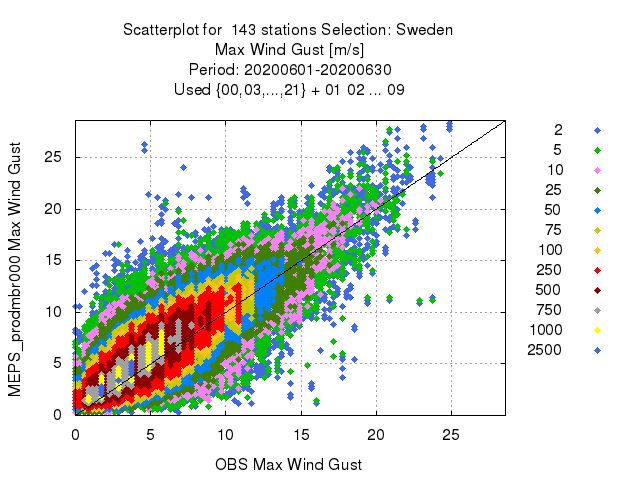 Scatterplot for  143 stations Selection: Sweden
Max Wind Gust [m/s]
Period: 20200601-20200630
Used {00,03,...,21} + 01 02 ... 09
MEPS_prodmbr000 Max Wind Gust
25
20
15
10
5
0
0 5 10 15 20 25
OBS Max Wind Gust
2
5
10
25
50
75
100
250
500
750
1000
2500